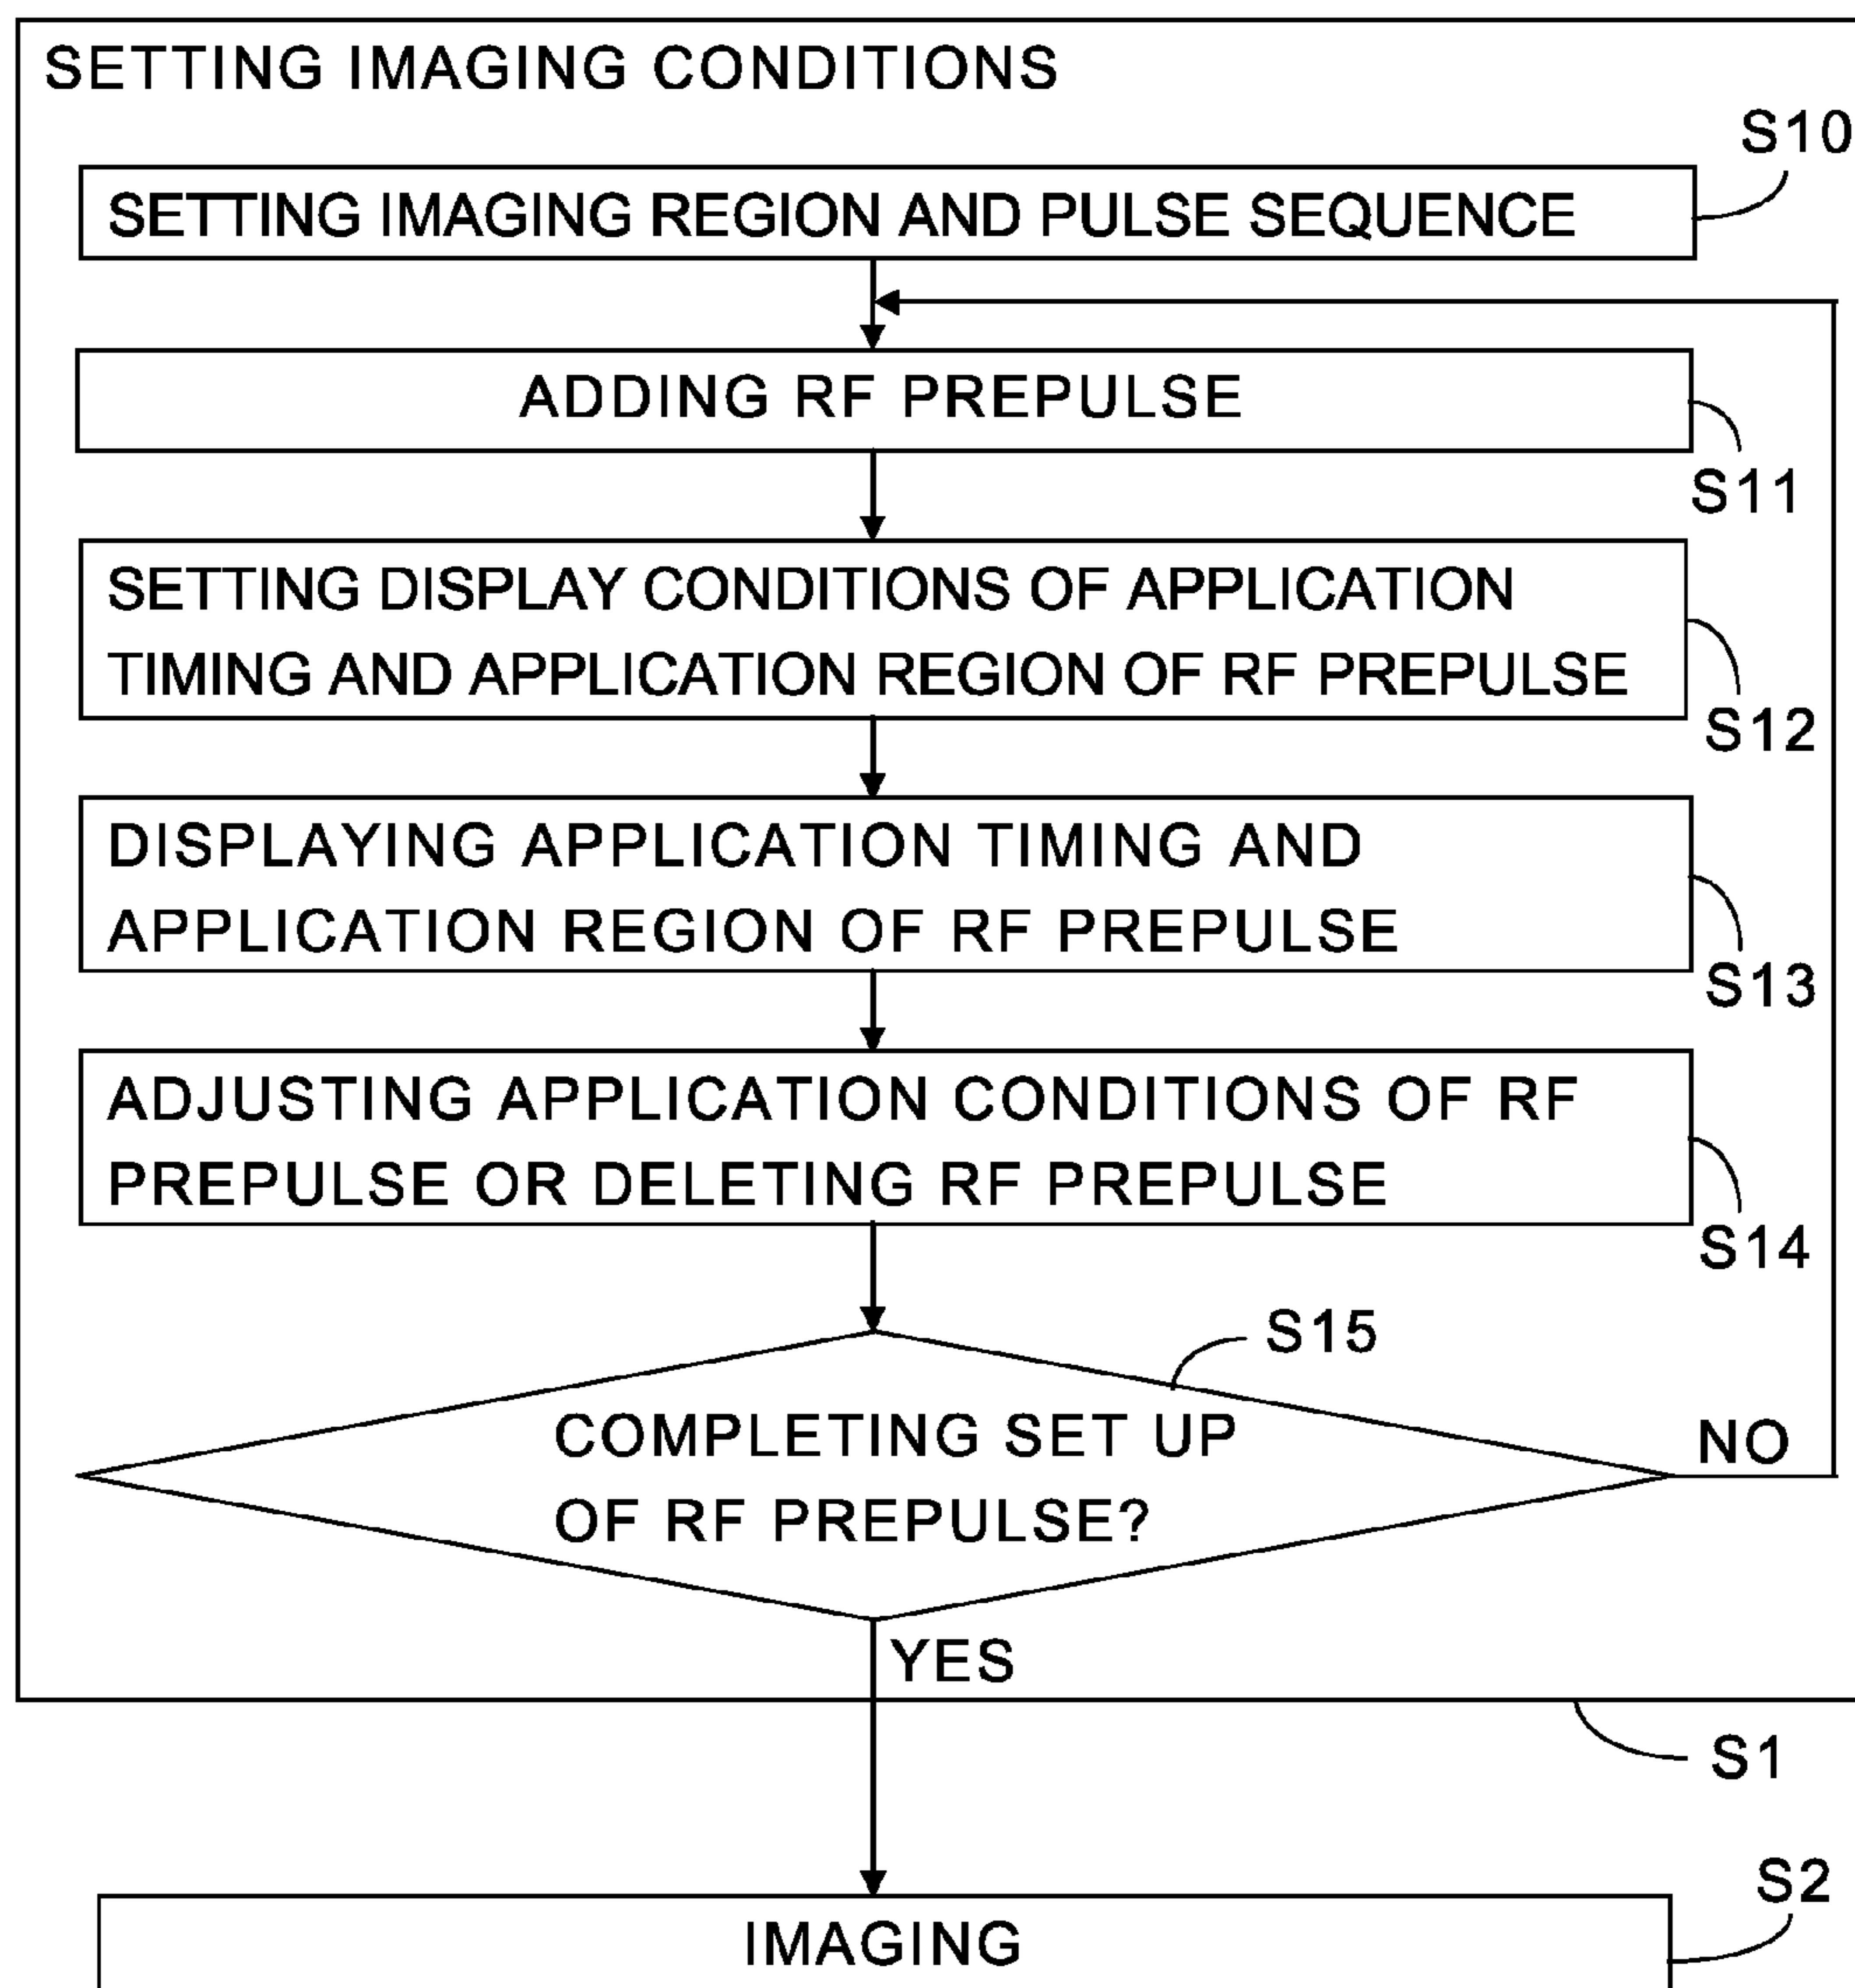 SETTING IMAGING CONDITIONS
S10
SETTING IMAGING REGION AND PULSE SEQUENCE
ADDING RF PREPULSE
S11
SETTING DISPLAY CONDITIONS OF APPLICATION
TIMING AND APPLICATION REGION OF RF PREPULSE
S12
DISPLAYING APPLICATION TIMING AND
APPLICATION REGION OF RF PREPULSE
S13
ADJUSTING APPLICATION CONDITIONS OF RF
PREPULSE OR DELETING RF PREPULSE
S14
S15
COMPLETING SET UP
OF RF PREPULSE?
NO
YES
S1
S2
IMAGING